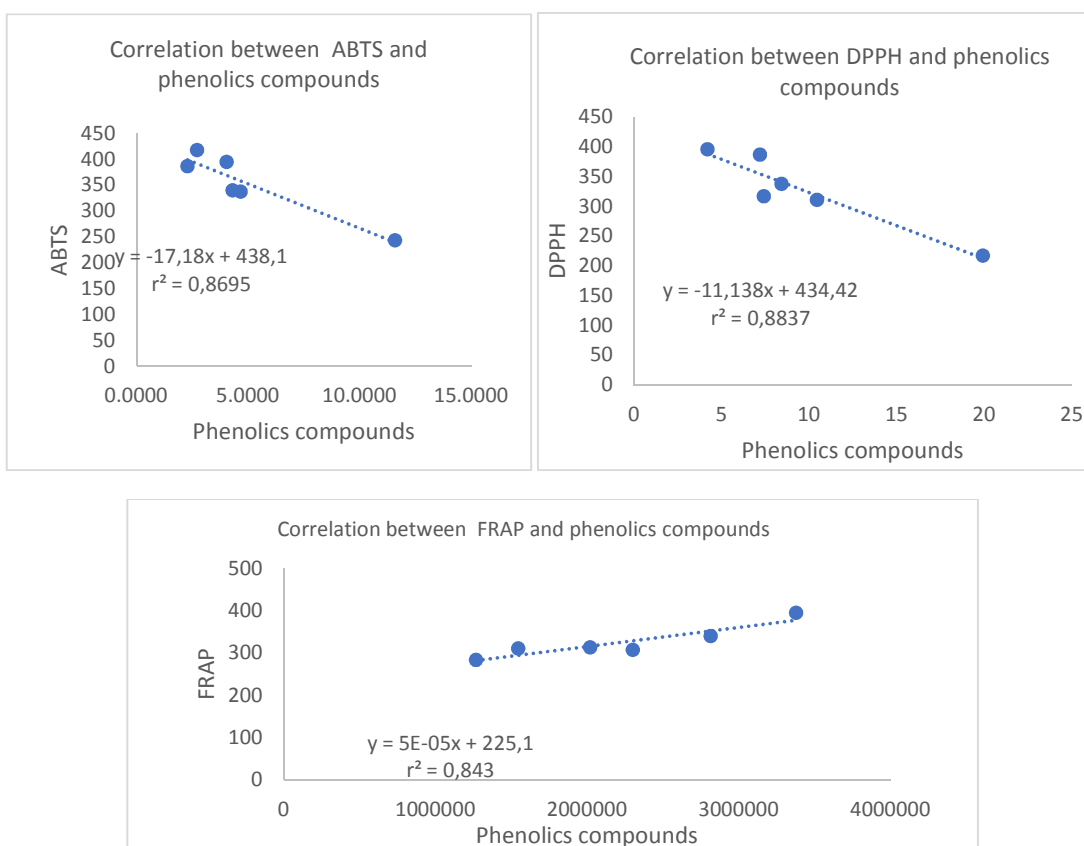 Correlation between  ABTS and
phenolics compounds
450
400
350
300
250
200
150
100
50
0
ABTS
y = -17,18x + 438,1
r² = 0,8695
0.0000
5.0000
10.0000
15.0000
Phenolics compounds
Correlation between DPPH and phenolics
compounds
450
400
350
300
250
200
150
100
50
0
DPPH
y = -11,138x + 434,42
r² = 0,8837
0
5
10
15
20
25
Phenolics compounds
Correlation between  FRAP and phenolics compounds
500
400
300
200
100
0
FRAP
y = 5E-05x + 225,1
r² = 0,843
0
1000000
2000000
3000000
4000000
Phenolics compounds